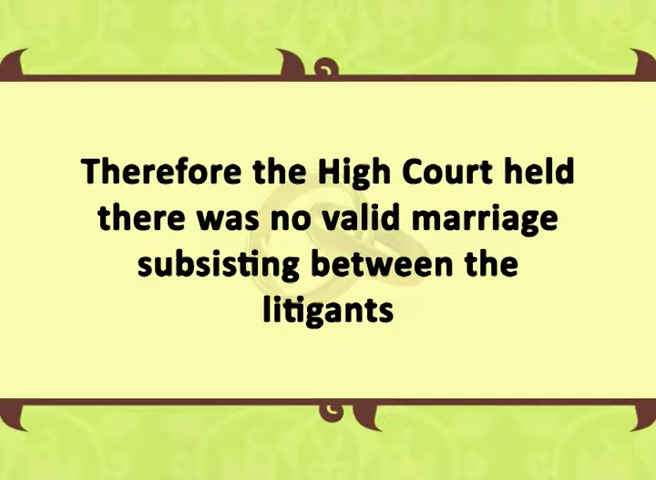 Therefore the High Court held
there was no valid marriage
subsisting between the
litigants